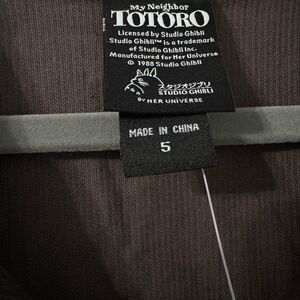 My Neighbor
TOTORO
Licensed by Studio Ghibli
Studio Ghibli™ is a trademark
of Studio Ghibli Inc.
Manufactured for Her Universe
© 1988 Studio Ghibli
スタジオジブリ
STUDIO GHIBLI
BY HER UNIVERSE
MADE IN CHINA
5